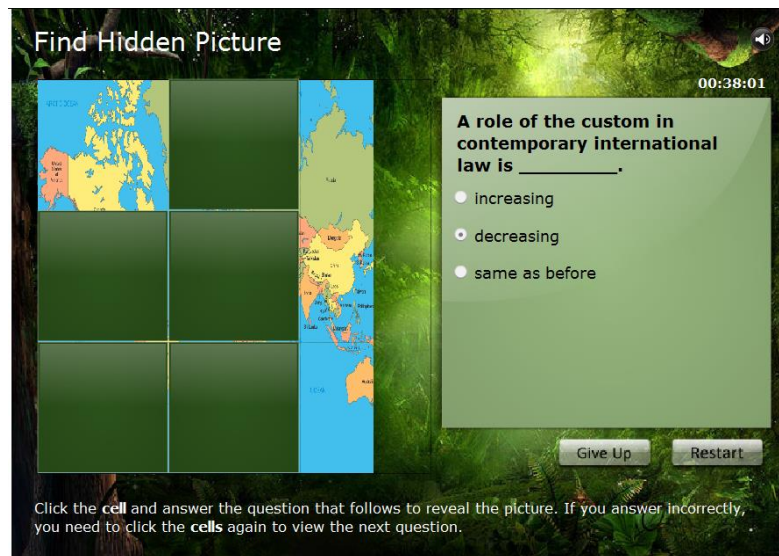 Find Hidden Picture
00:38:01
A role of the custom in
contemporary international
law is _________.
increasing
decreasing
same as before
Give Up
Restart
Click the cell and answer the question that follows to reveal the picture. If you answer incorrectly,
you need to click the cells again to view the next question.